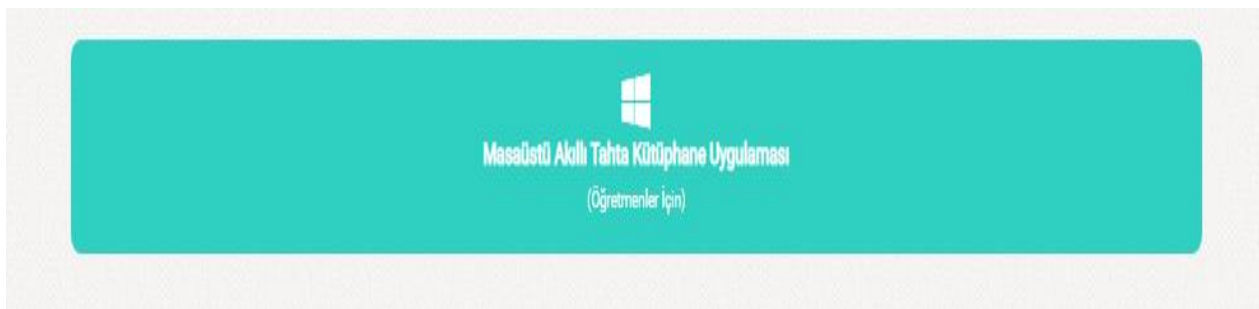 Masaüstü Akıllı Tahta Kütüphane Uygulaması
(Öğretmenler İçin)